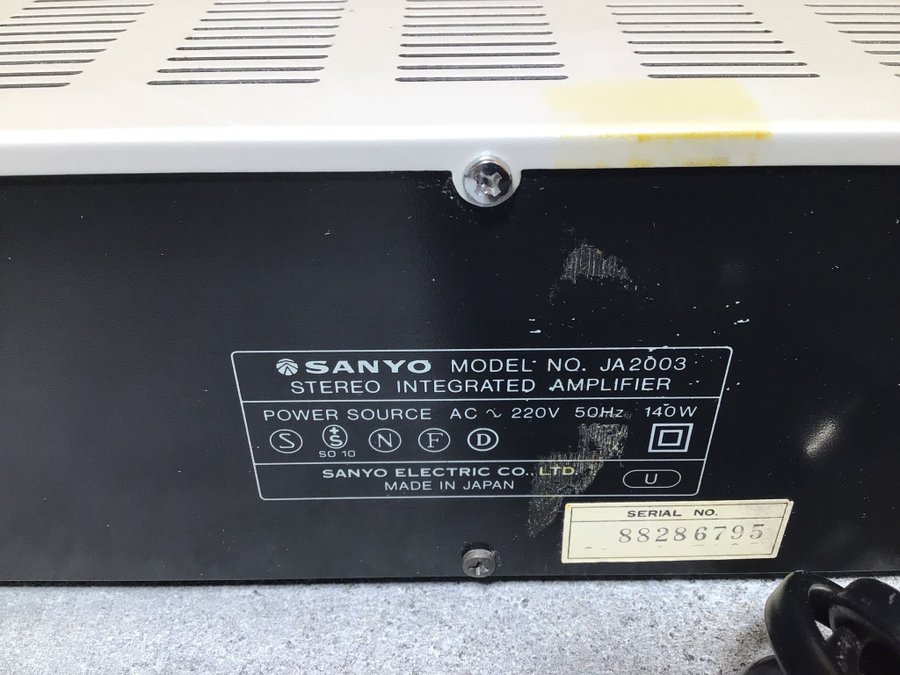 SANYO MODEL NO. JA2003
STEREO INTEGRATED AMPLIFIER
POWER SOURCE AC ~ 220V 50Hz 140W
S +S N F D
SO 10
SANYO ELECTRIC CO., LTD.
MADE IN JAPAN
U
SERIAL NO.
88286795